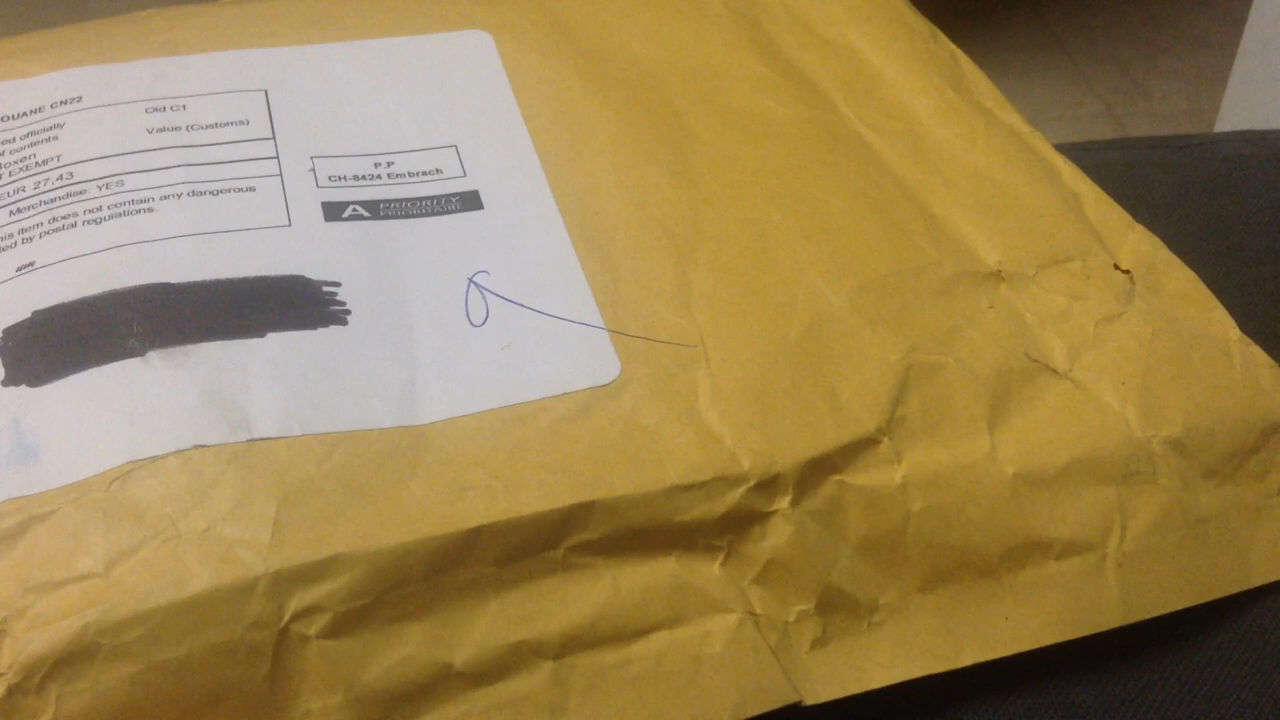 OUANE CN22
Old C1
ed officially
Value (Customs)
of contents
Boxen
T EXEMPT
EUR 27,43
Merchandise: YES
his item does not contain any dangerous
ted by postal regulations.
P.P
CH-8424 Embrach
A PRIORITY
PRIORITAIRE